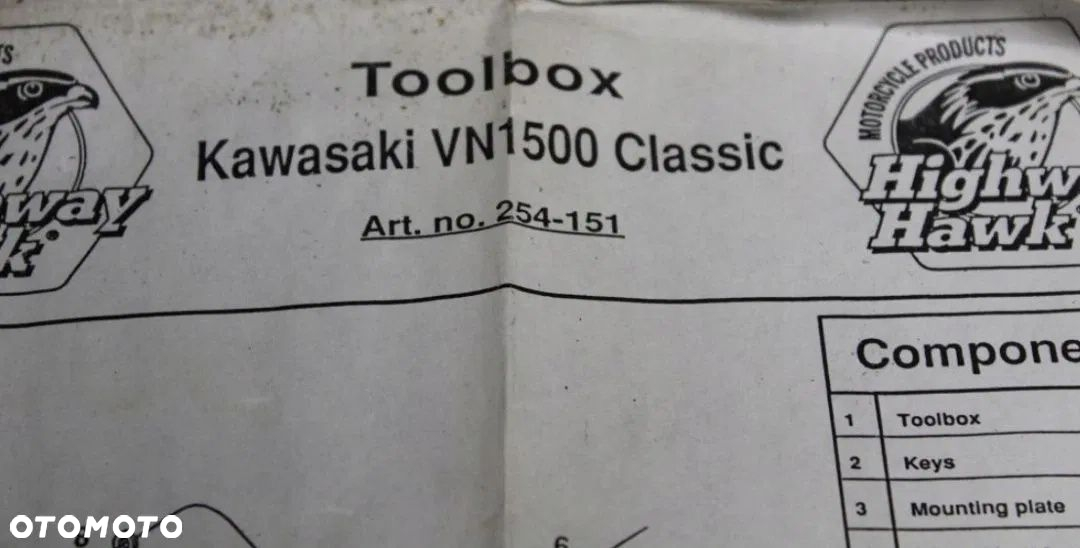 TS
Toolbox
Kawasaki VN1500 Classic
Art. no. 254-151
way
k®
MOTORCYCLE PRODUCTS
Highw
Hawk®
Compone
1 Toolbox
2 Keys
3 Mounting plate
6
OTOMOTO